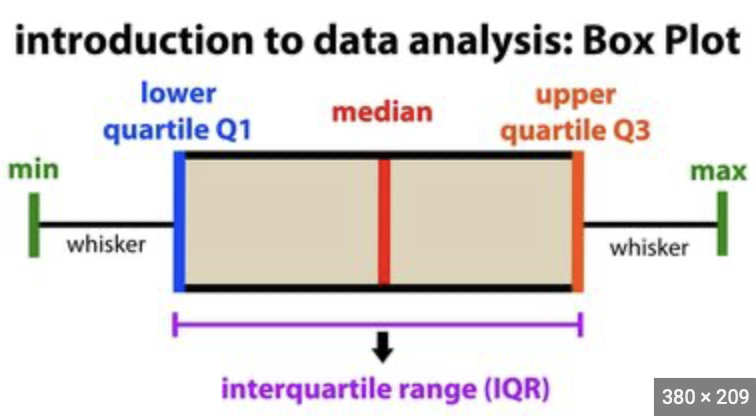 introduction to data analysis: Box Plot
lower
quartile Q1
median
upper
quartile Q3
min
max
whisker
whisker
interquartile range (IQR)
380 × 209